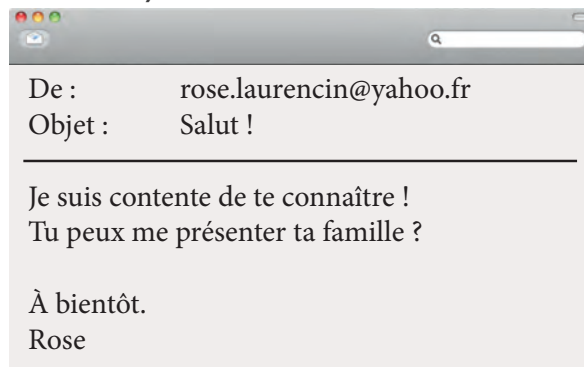 De : rose.laurencin@yahoo.fr
Objet : Salut !
Je suis contente de te connaître !
Tu peux me présenter ta famille ?
À bientôt.
Rose